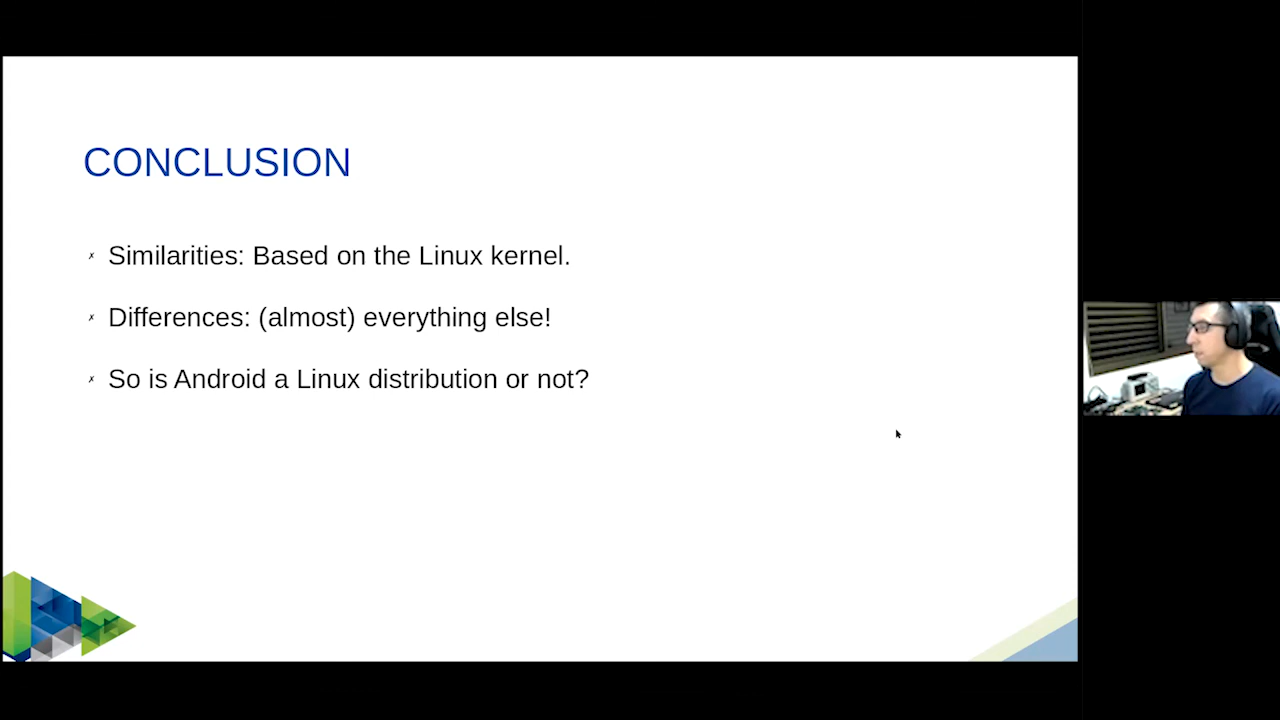 CONCLUSION
✗ Similarities: Based on the Linux kernel.
✗ Differences: (almost) everything else!
✗ So is Android a Linux distribution or not?